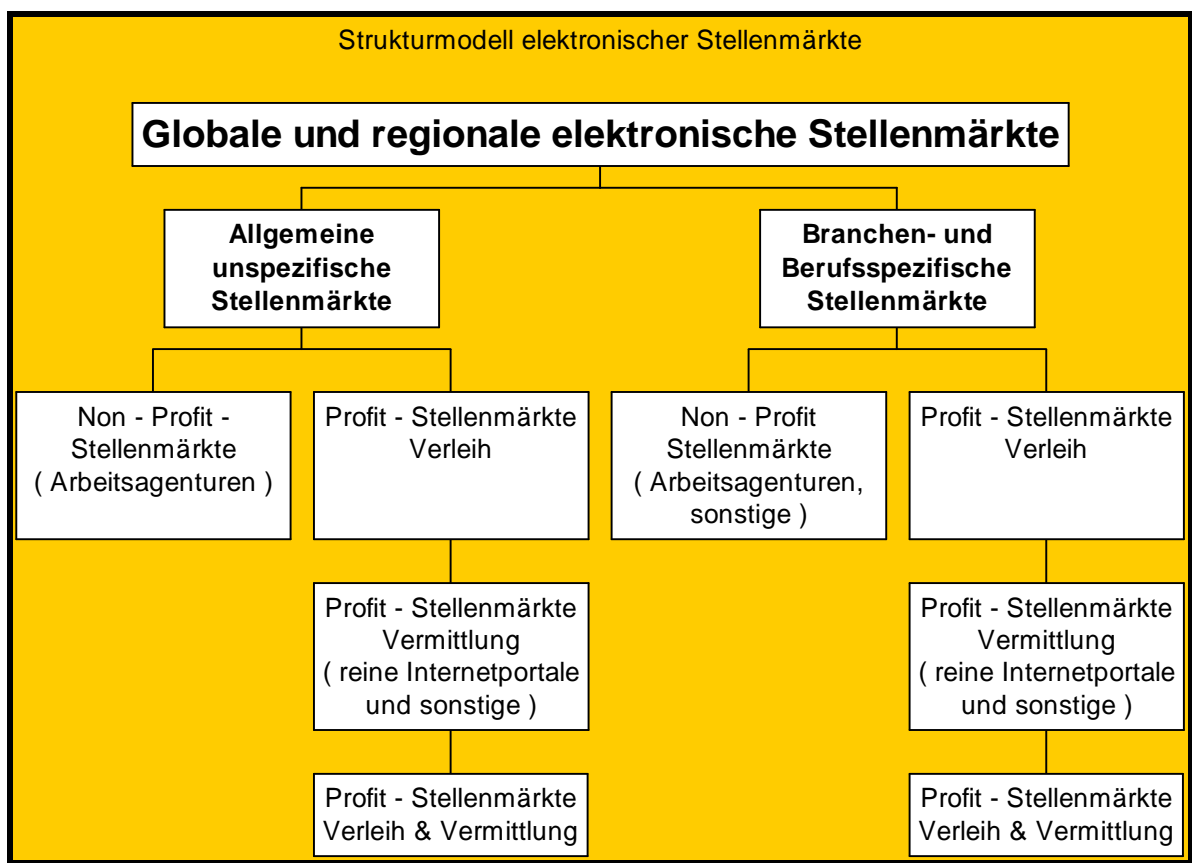 Strukturmodell elektronischer Stellenmärkte
Globale und regionale elektronische Stellenmärkte
Allgemeine
unspezifische
Stellenmärkte
Branchen- und
Berufsspezifische
Stellenmärkte
Non - Profit -
Stellenmärkte
( Arbeitsagenturen )
Profit - Stellenmärkte
Verleih
Non - Profit
Stellenmärkte
( Arbeitsagenturen,
sonstige )
Profit - Stellenmärkte
Verleih
Profit - Stellenmärkte
Vermittlung
( reine Internetportale
und sonstige )
Profit - Stellenmärkte
Vermittlung
( reine Internetportale
und sonstige )
Profit - Stellenmärkte
Verleih & Vermittlung
Profit - Stellenmärkte
Verleih & Vermittlung